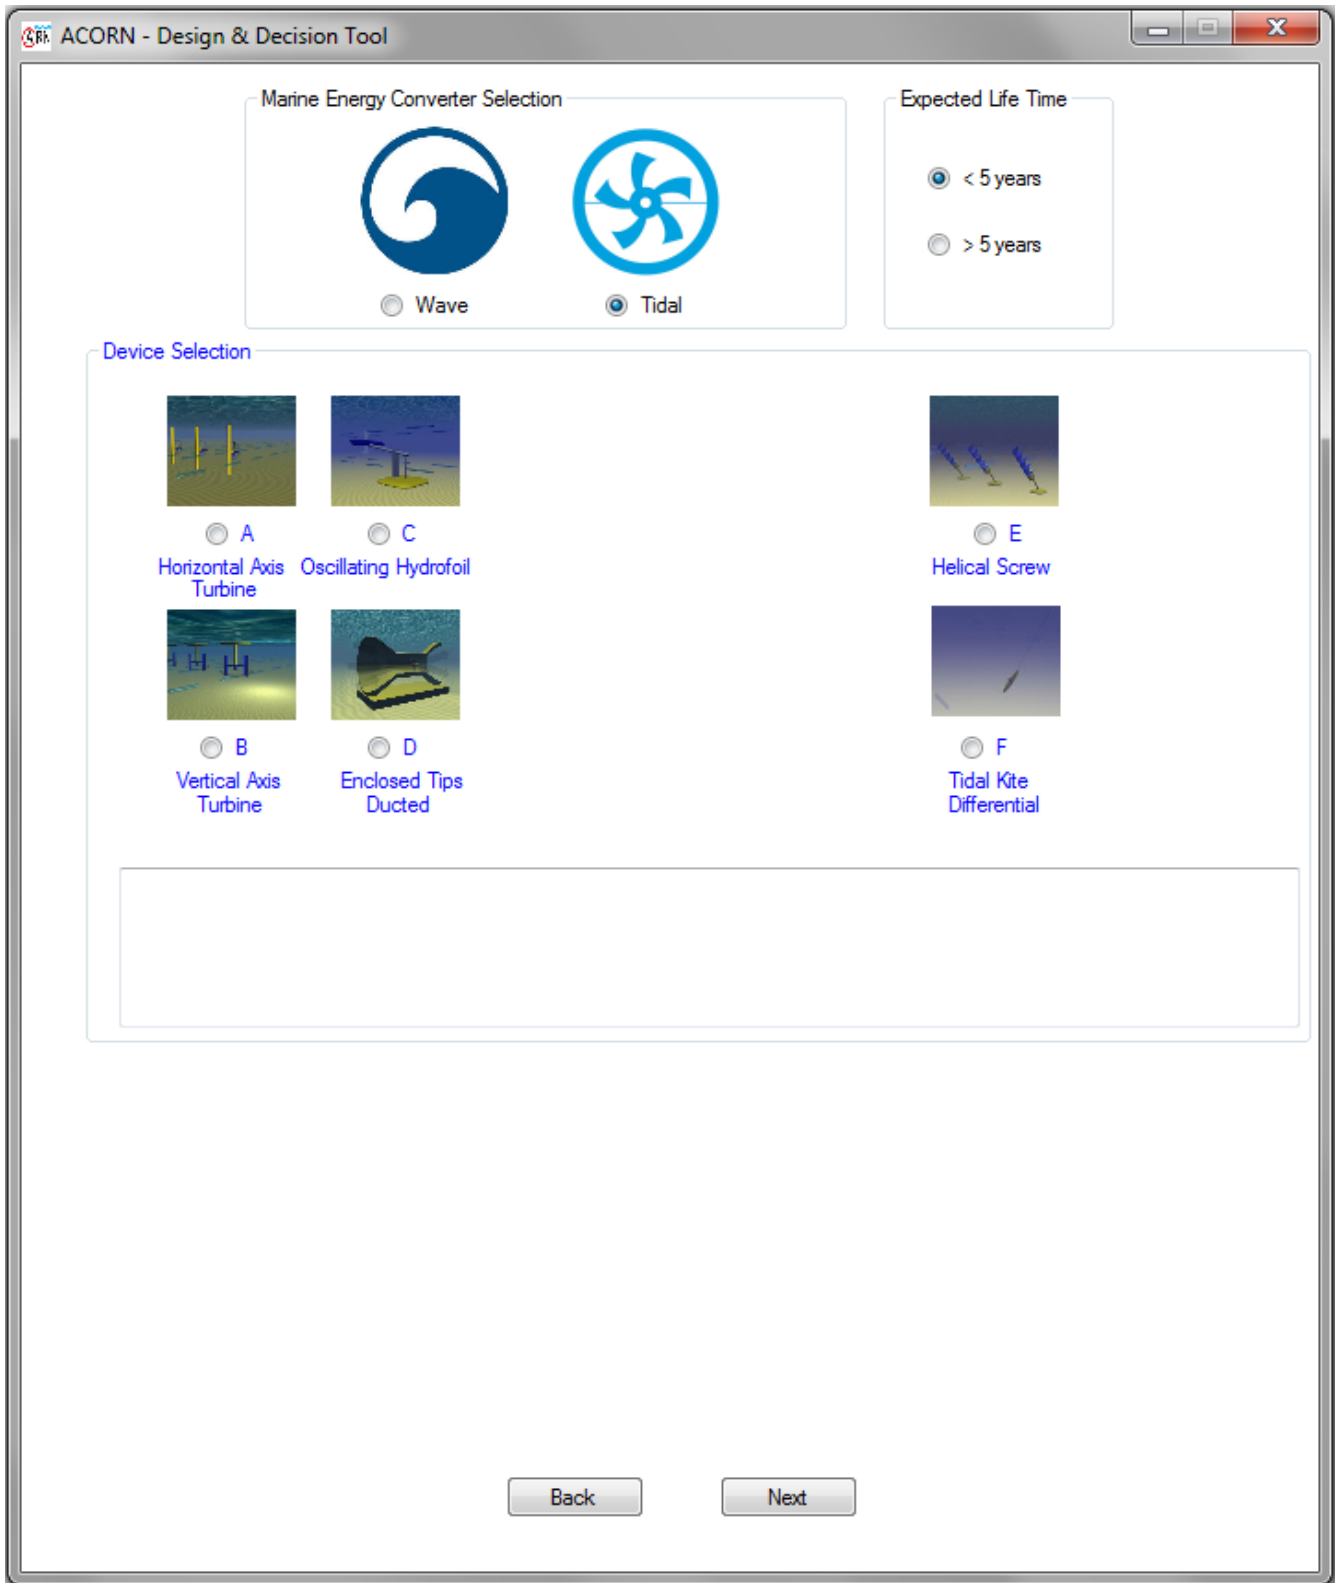 ACORN - Design & Decision Tool
Marine Energy Converter Selection
Expected Life Time
< 5 years
> 5 years
Wave
Tidal
Device Selection
A
C
E
Horizontal Axis
Turbine
Oscillating Hydrofoil
Helical Screw
B
D
F
Vertical Axis
Turbine
Enclosed Tips
Ducted
Tidal Kite
Differential
Back
Next